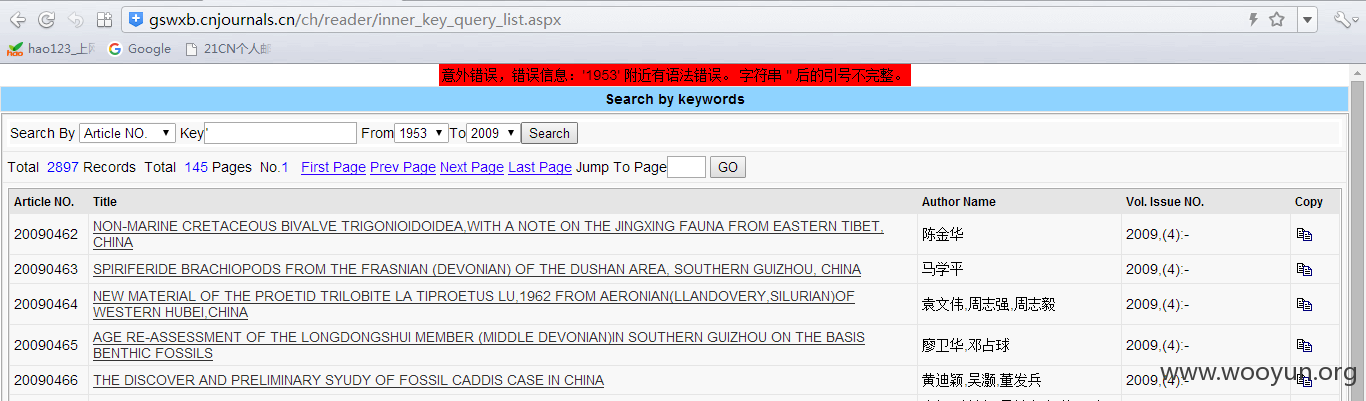 gswxb.cnjournals.cn/ch/reader/inner_key_query_list.aspx
hao123_上网 Google 21CN个人邮
意外错误，错误信息：'1953' 附近有语法错误。 字符串 '' 后的引号不完整。
Search by keywords
Search By Article NO. Key ' From 1953 To 2009 Search
Total 2897 Records Total 145 Pages No.1 First Page Prev Page Next Page Last Page Jump To Page GO
Article NO. Title Author Name Vol. Issue NO. Copy
20090462 NON-MARINE CRETACEOUS BIVALVE TRIGONIOIDOIDEA,WITH A NOTE ON THE JINGXING FAUNA FROM EASTERN TIBET, CHINA 陈金华 2009,(4):-
20090463 SPIRIFERIDE BRACHIOPODS FROM THE FRASNIAN (DEVONIAN) OF THE DUSHAN AREA, SOUTHERN GUIZHOU, CHINA 马学平 2009,(4):-
20090464 NEW MATERIAL OF THE PROETID TRILOBITE LA TIPROETUS LU,1962 FROM AERONIAN(LLANDOVERY,SILURIAN)OF WESTERN HUBEI,CHINA 袁文伟,周志强,周志毅 2009,(4):-
20090465 AGE RE-ASSESSMENT OF THE LONGDONGSHUI MEMBER (MIDDLE DEVONIAN)IN SOUTHERN GUIZHOU ON THE BASIS BENTHIC FOSSILS 廖卫华,邓占球 2009,(4):-
20090466 THE DISCOVER AND PRELIMINARY SYUDY OF FOSSIL CADDIS CASE IN CHINA 黄迪颖,吴灏,董发兵 2009,(4):-
www.wooyun.org